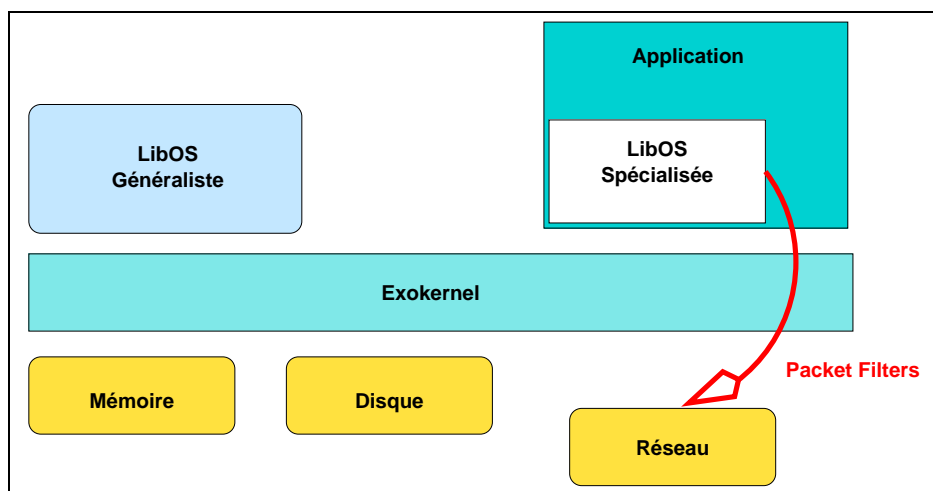 Application
LibOS
Généraliste
LibOS
Spécialisée
Exokernel
Packet Filters
Mémoire
Disque
Réseau